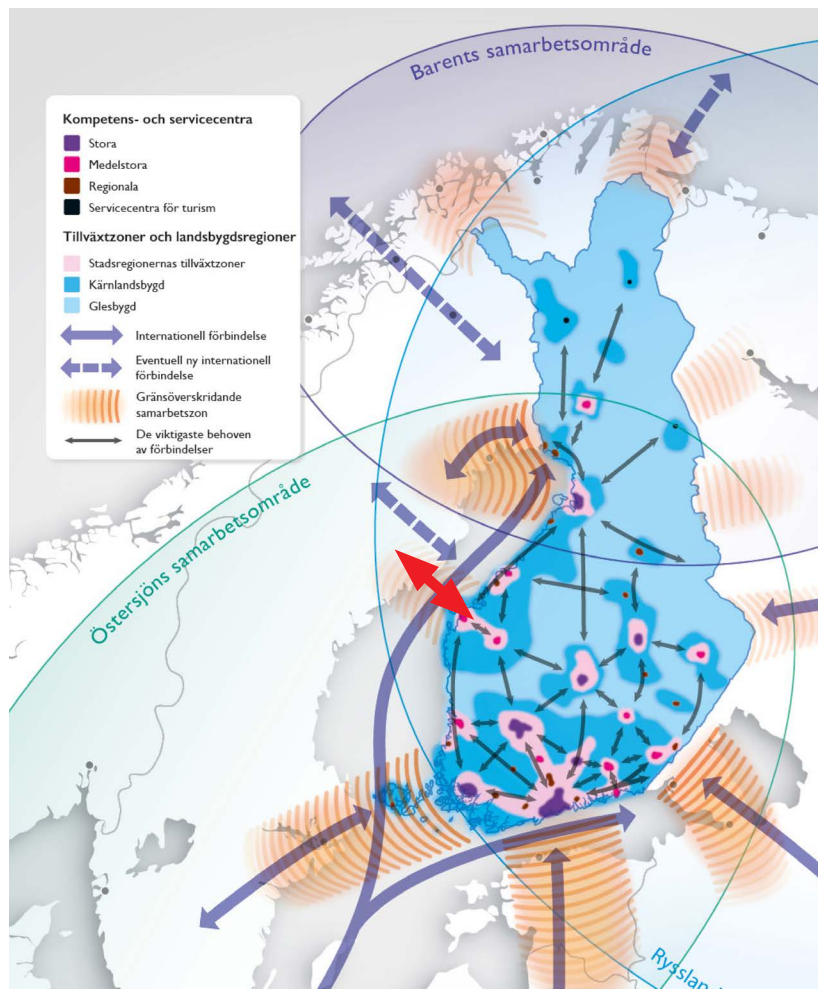 Barents samarbetsområde
Kompetens- och servicecentra
Stora
Medelstora
Regionala
Servicecentra för turism
Tillväxtzoner och landsbygdsregioner
Stadsregionernas tillväxtzoner
Kärnlandsbygd
Glesbygd
Internationell förbindelse
Eventuell ny internationell
förbindelse
Gränsöverskridande
samarbetszon
De viktigaste behoven
av förbindelser
Östersjöns samarbetsområde